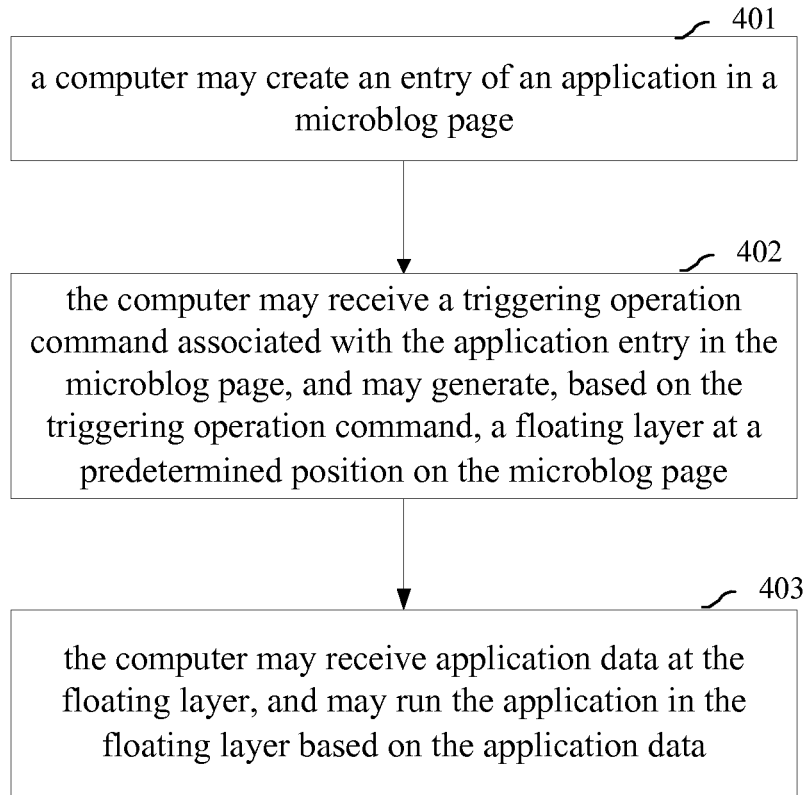 401
a computer may create an entry of an application in a
microblog page
402
the computer may receive a triggering operation
command associated with the application entry in the
microblog page, and may generate, based on the
triggering operation command, a floating layer at a
predetermined position on the microblog page
403
the computer may receive application data at the
floating layer, and may run the application in the
floating layer based on the application data